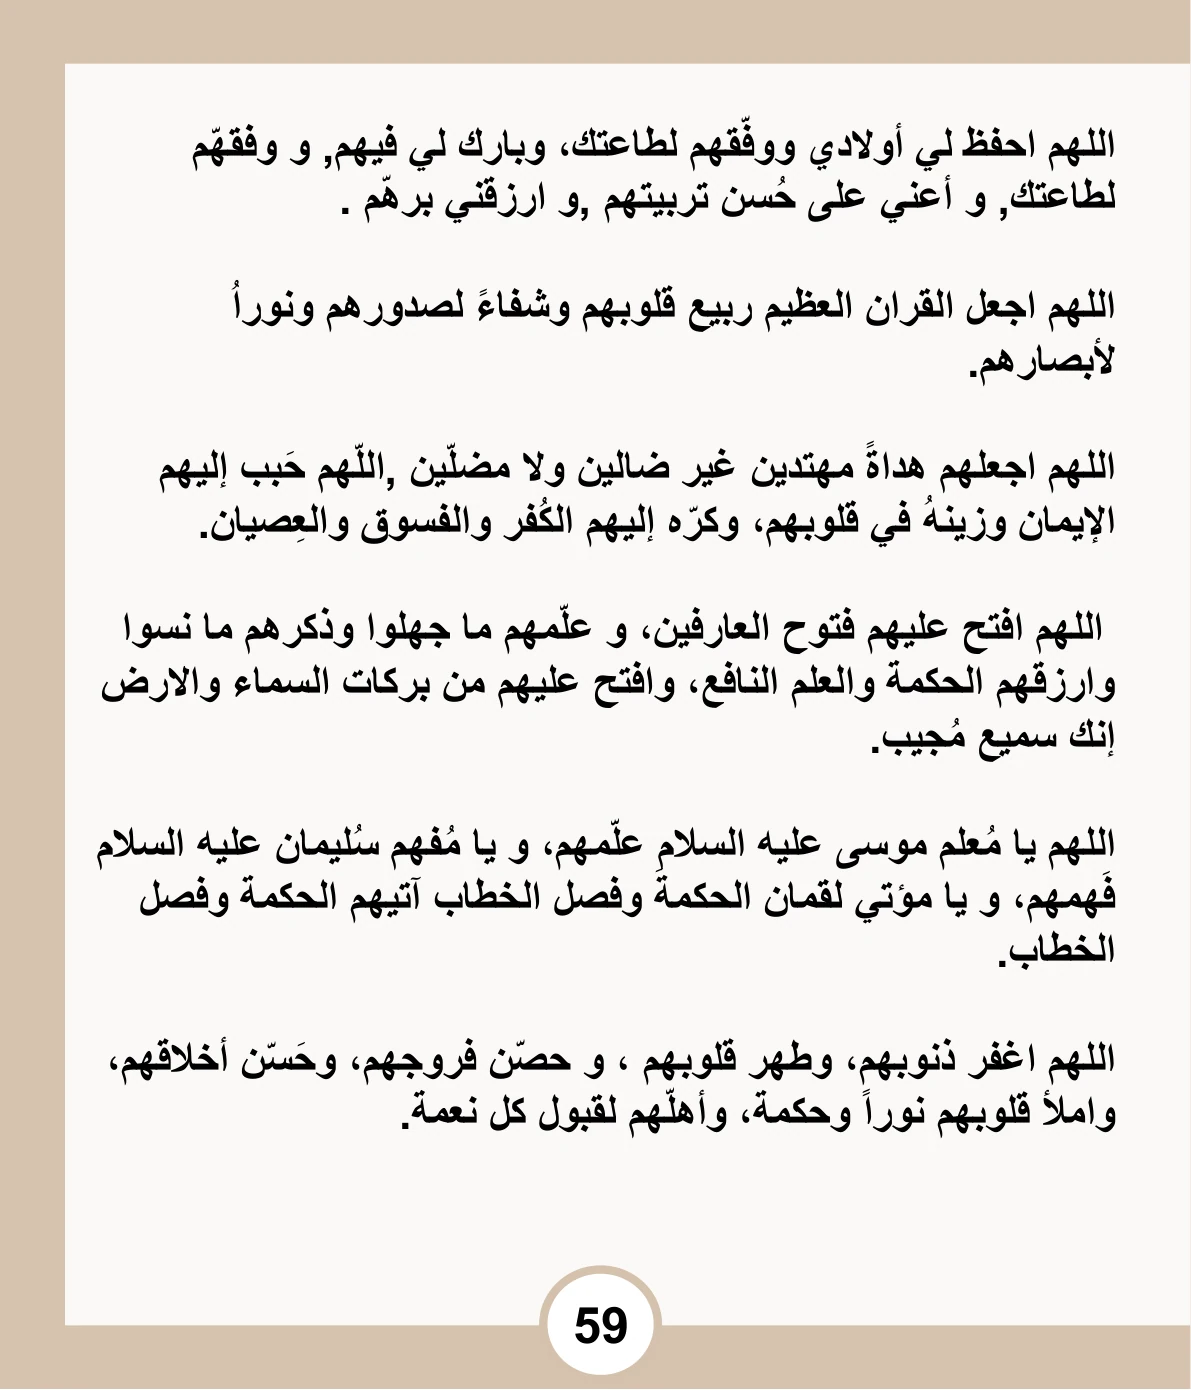 اللهم احفظ لي أولادي ووفّقهم لطاعتك، وبارك لي فيهم, و وفقهّم
لطاعتك, و أعني على حُسن تربيتهم ,و ارزقني برهّم .
اللهم اجعل القران العظيم ربيع قلوبهم وشفاءً لصدورهم ونوراُ
لأبصارهم.
اللهم اجعلهم هداةً مهتدين غير ضالين ولا مضلّين ,اللّهم حَبب إليهم
الإيمان وزينهُ في قلوبهم، وكرّه إليهم الكُفر والفسوق والعِصيان.
اللهم افتح عليهم فتوح العارفين، و علّمهم ما جهلوا وذكرهم ما نسوا
وارزقهم الحكمة والعلم النافع، وافتح عليهم من بركات السماء والارض
إنك سميع مُجيب.
اللهم يا مُعلم موسى عليه السلام علّمهم، و يا مُفهم سُليمان عليه السلام
فَهمهم، و يا مؤتي لقمان الحكمةَ وفصل الخطاب آتيهم الحكمة وفصل
الخطاب.
اللهم اغفر ذنوبهم، وطهر قلوبهم ، و حصّن فروجهم، وحَسّن أخلاقهم،
واملأ قلوبهم نوراً وحكمة، وأهلّهم لقبول كل نعمة.
59